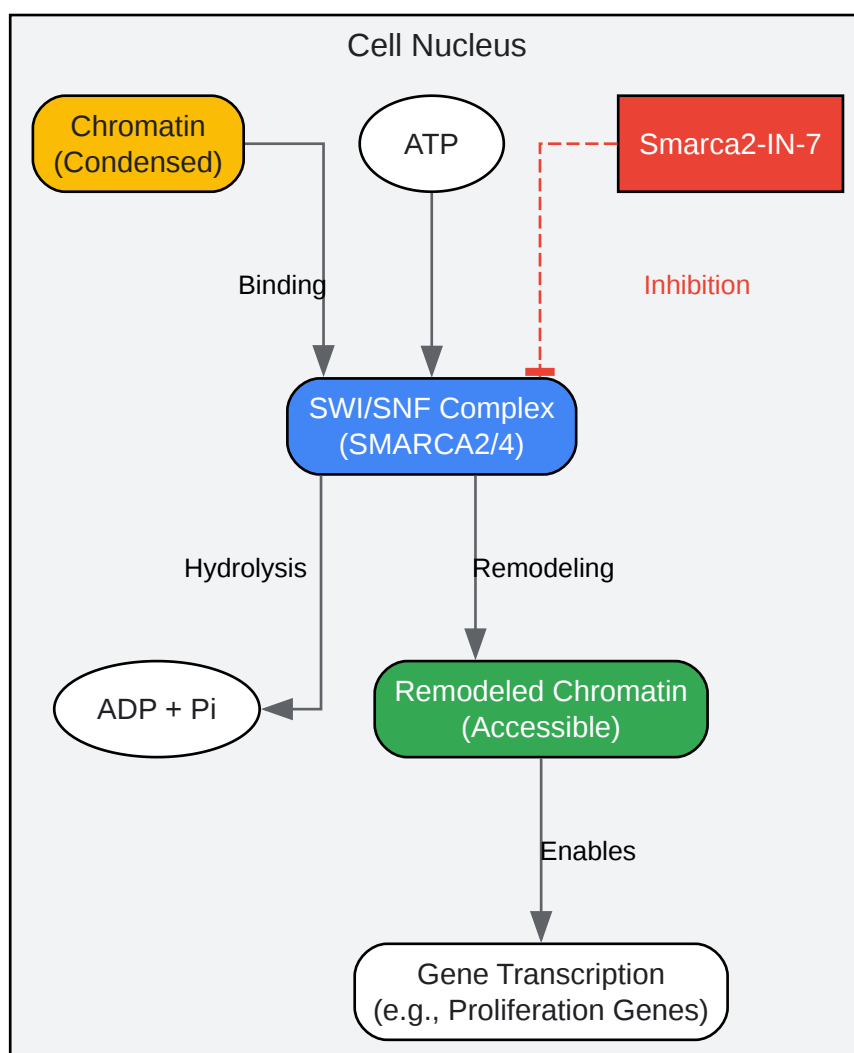 Cell Nucleus
Chromatin
(Condensed)
ATP
Smarca2-IN-7
Binding
Inhibition
SWI/SNF Complex
(SMARCA2/4)
Hydrolysis
Remodeling
ADP + Pi
Remodeled Chromatin
(Accessible)
Enables
Gene Transcription
(e.g., Proliferation Genes)